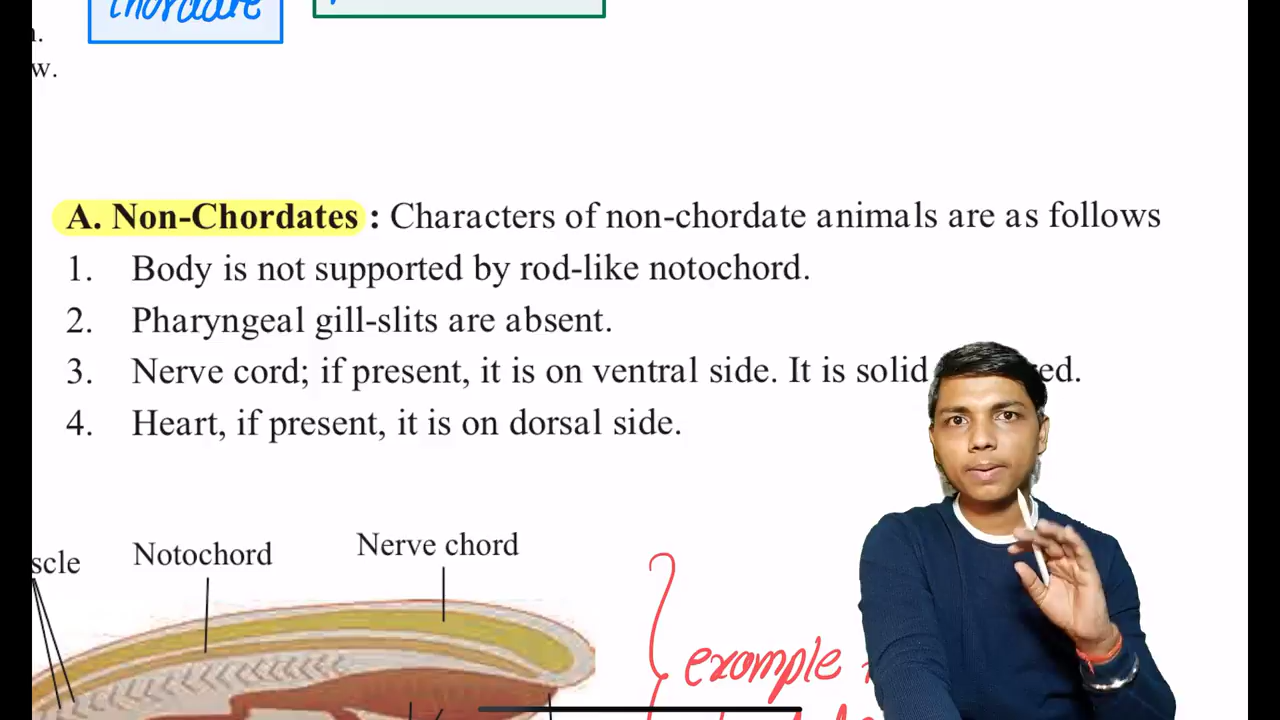 chordate
w.
A. Non-Chordates : Characters of non-chordate animals are as follows
1. Body is not supported by rod-like notochord.
2. Pharyngeal gill-slits are absent.
3. Nerve cord; if present, it is on ventral side. It is solid
4. Heart, if present, it is on dorsal side.
scle
Notochord
Nerve chord
example